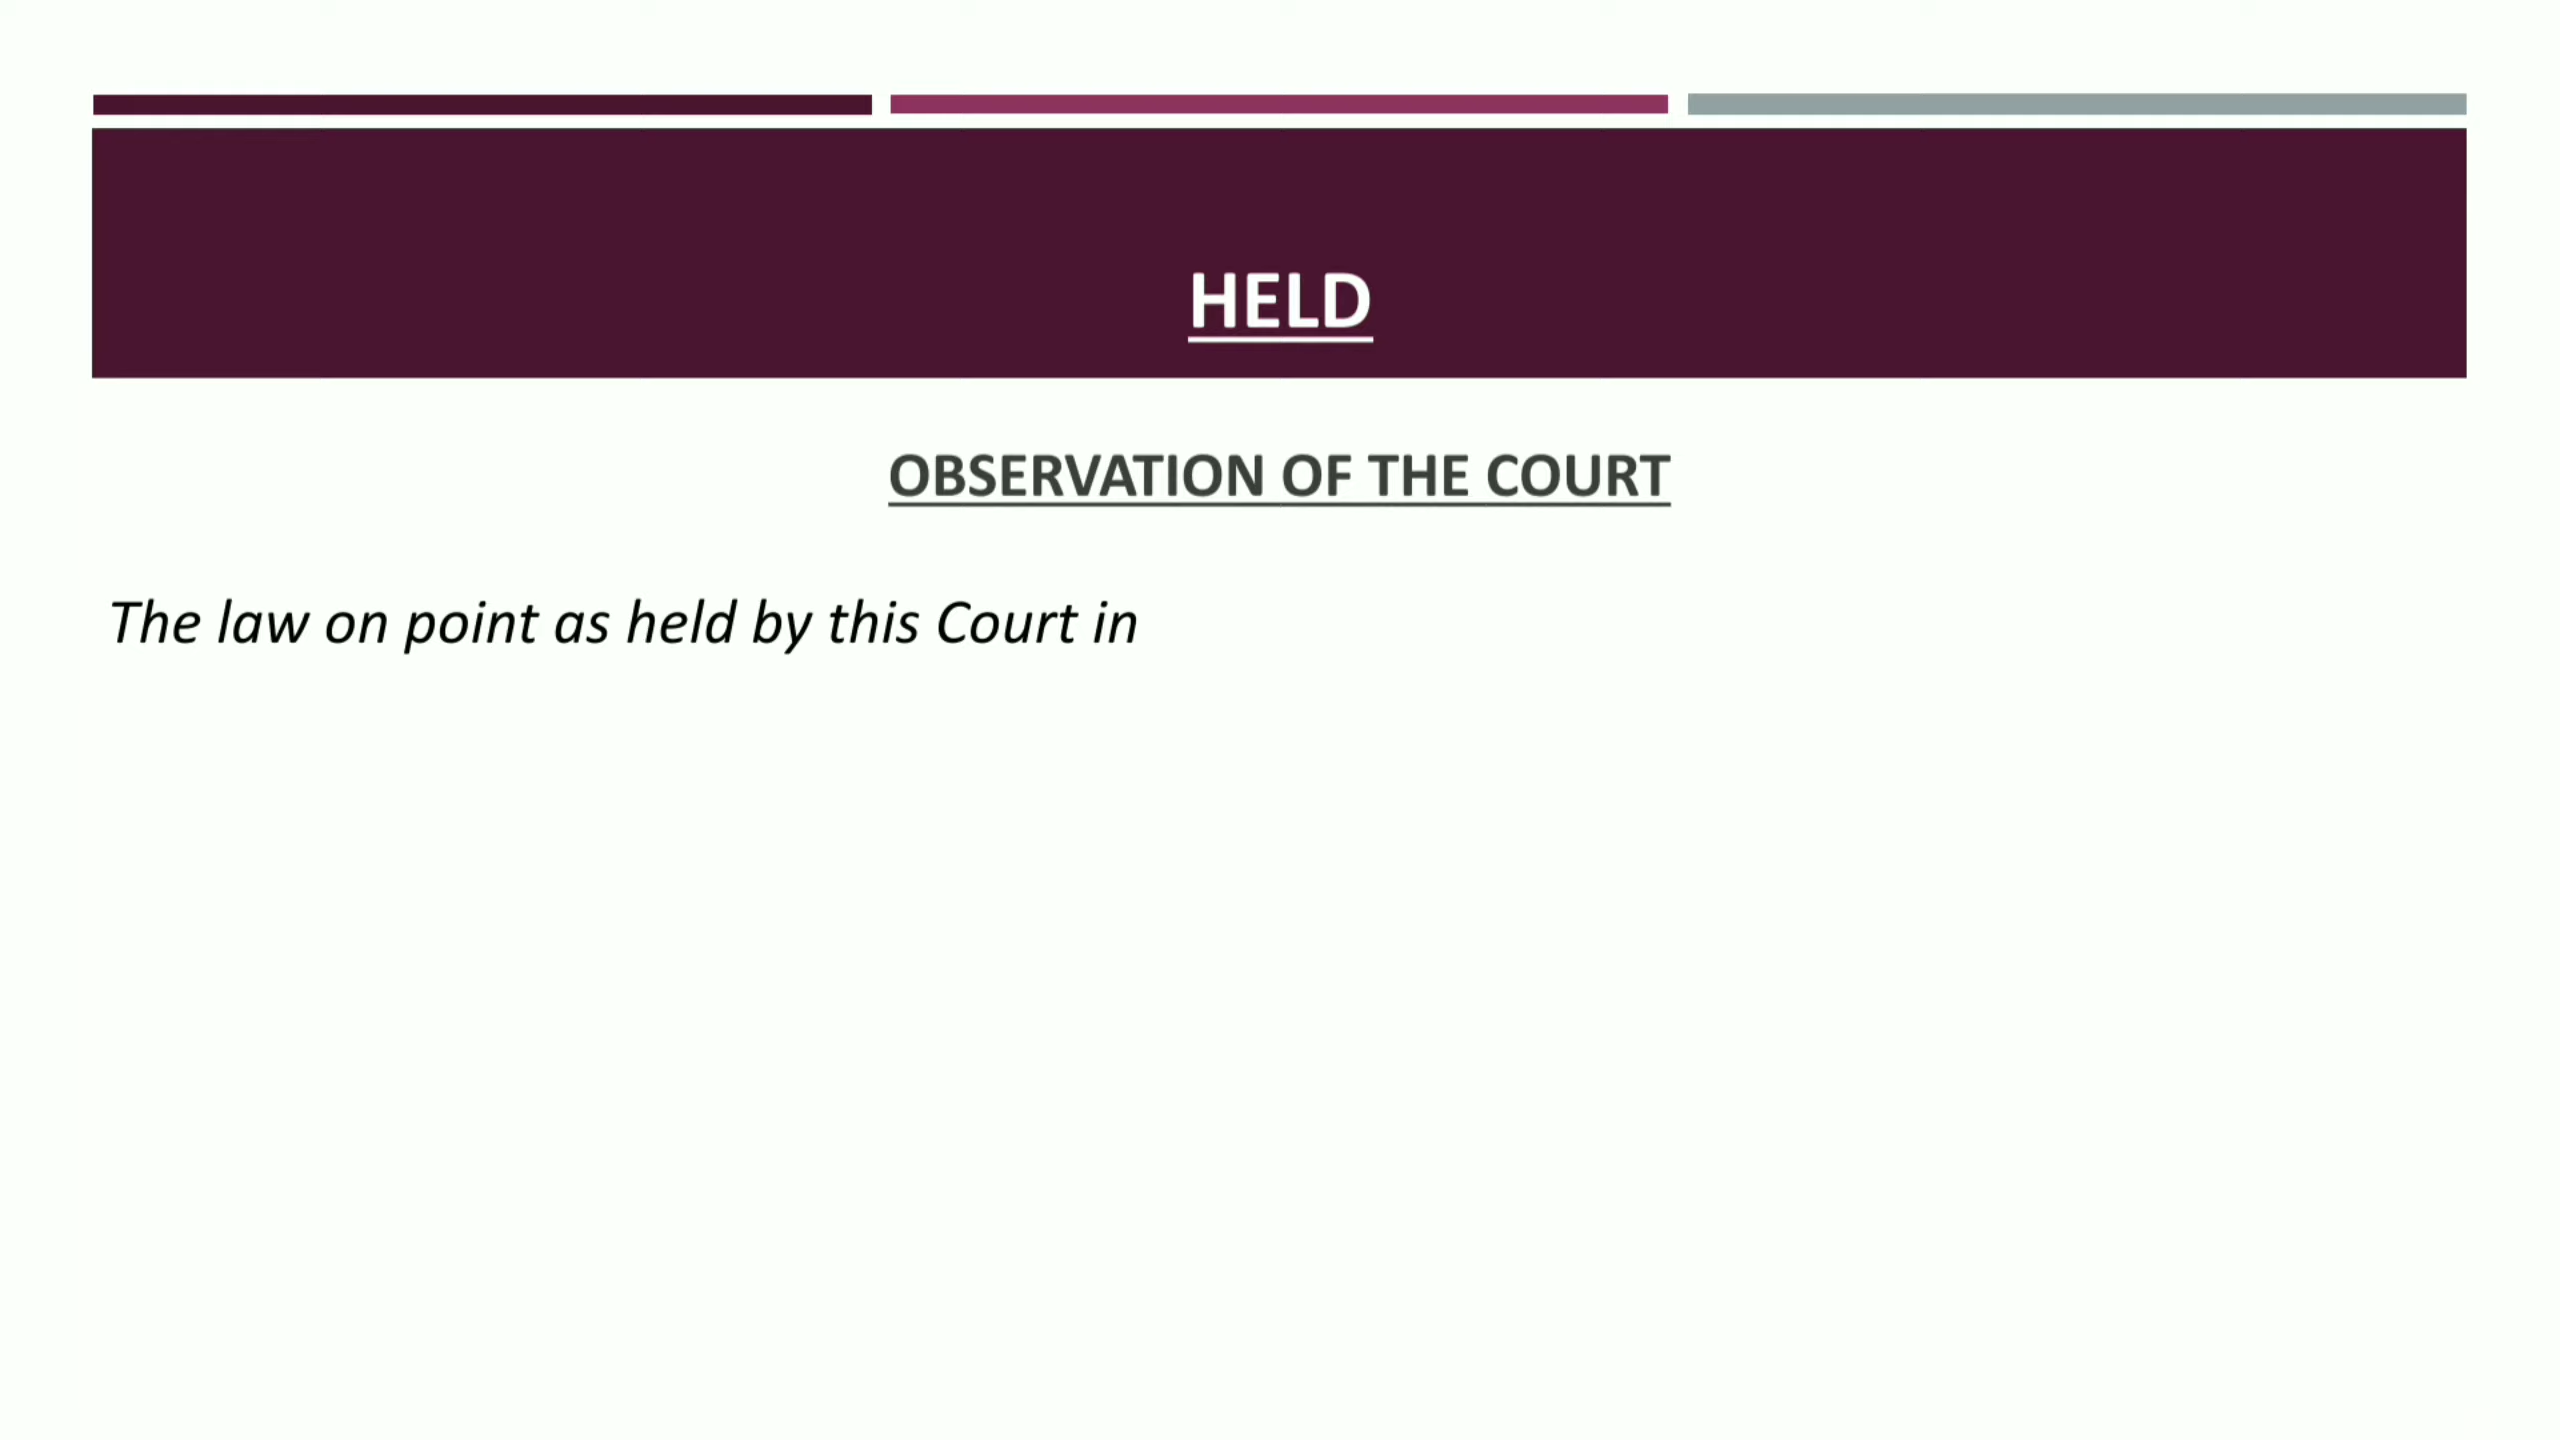 HELD
OBSERVATION OF THE COURT
The law on point as held by this Court in